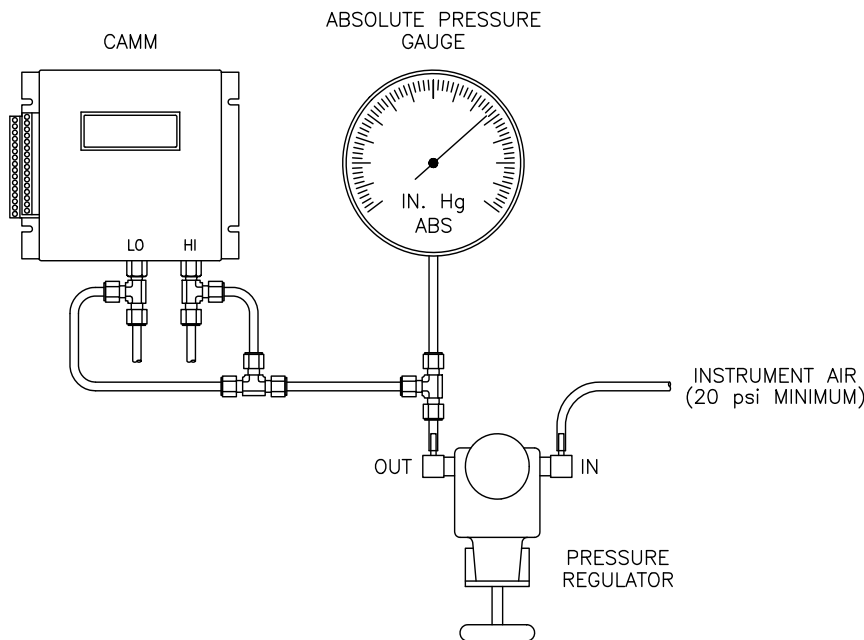 ABSOLUTE PRESSURE
GAUGE
CAMM
IN. Hg
ABS
LO
HI
INSTRUMENT AIR
(20 psi MINIMUM)
OUT
IN
PRESSURE
REGULATOR